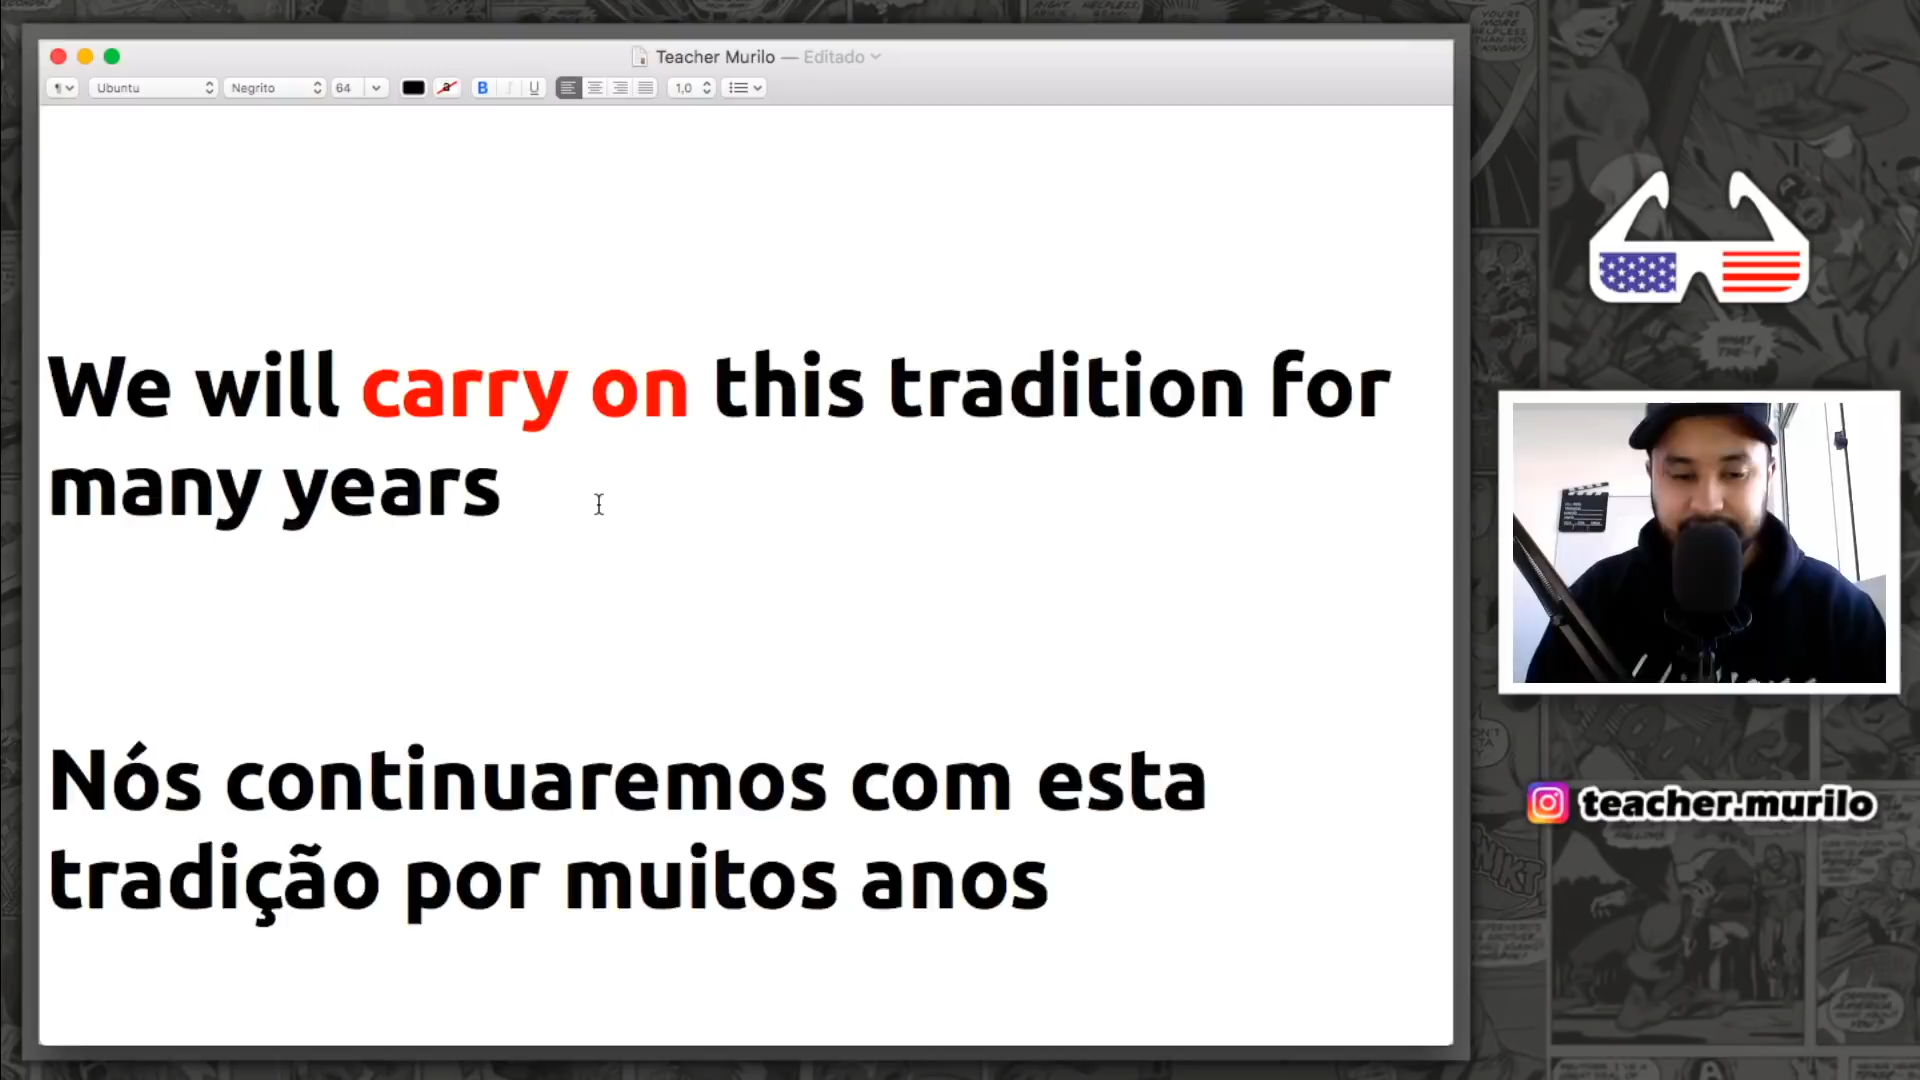 Teacher Murilo — Editado
Ubuntu
Negrito
64
B
U
1,0
We will carry on this tradition for
many years
Nós continuaremos com esta
tradição por muitos anos
teacher.murilo